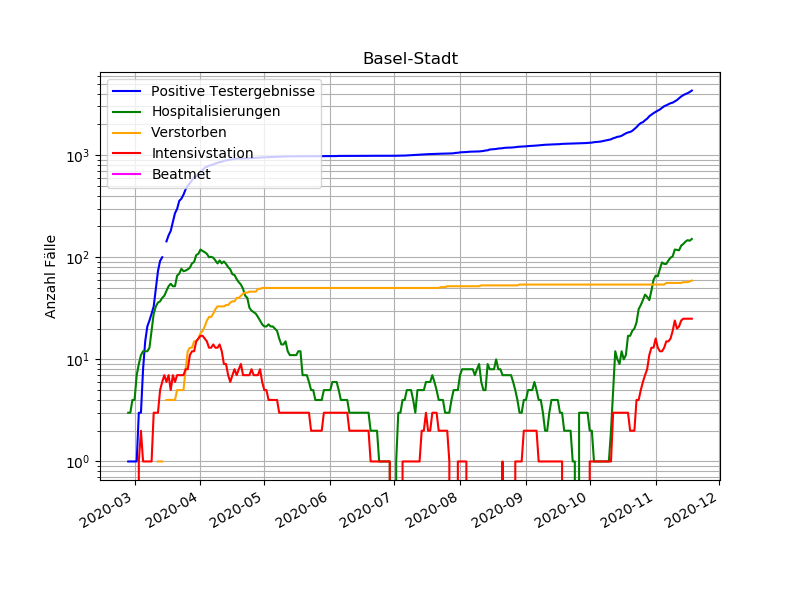 Basel-Stadt
Positive Testergebnisse
Hospitalisierungen
Verstorben
Intensivstation
Beatmet
Anzahl Fälle
10³
10²
10¹
10⁰
2020-03
2020-04
2020-05
2020-06
2020-07
2020-08
2020-09
2020-10
2020-11
2020-12